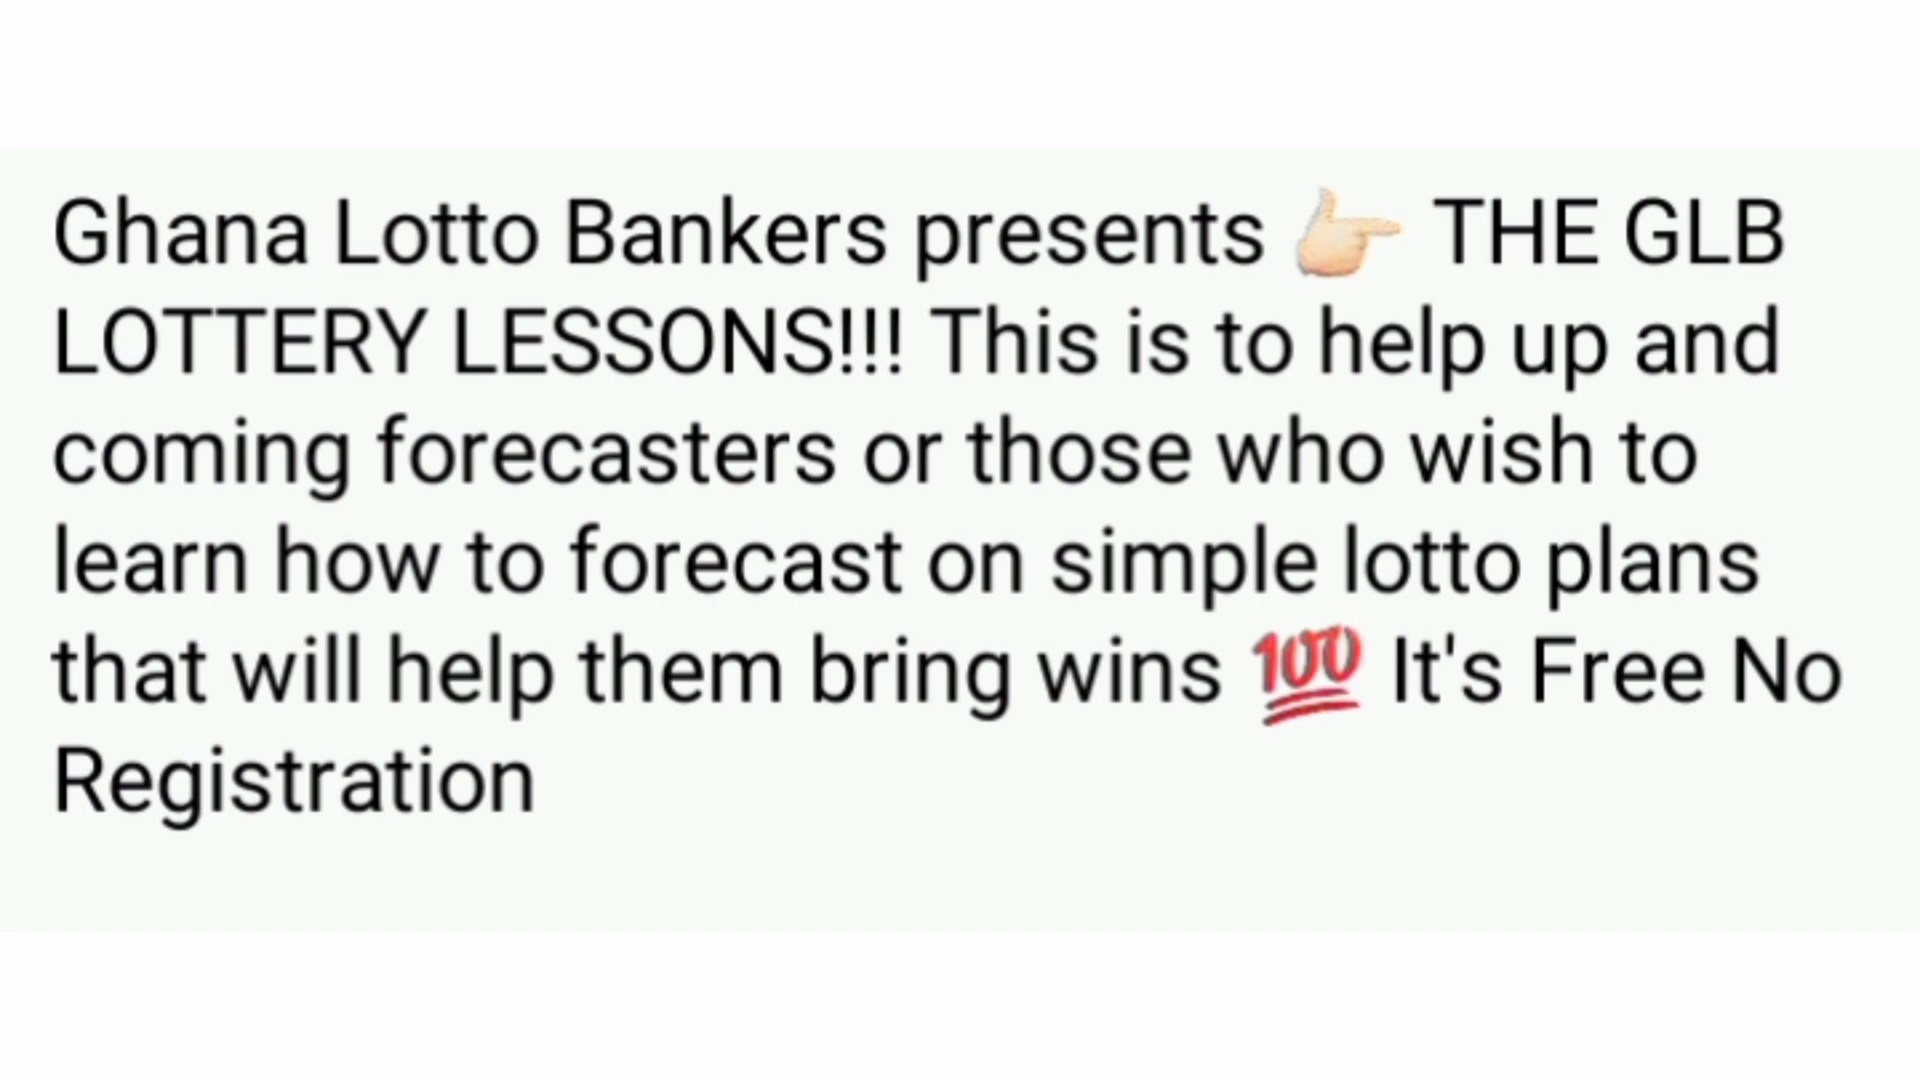 Ghana Lotto Bankers presents 👉🏻 THE GLB
LOTTERY LESSONS!!! This is to help up and
coming forecasters or those who wish to
learn how to forecast on simple lotto plans
that will help them bring wins 💯 It's Free No
Registration